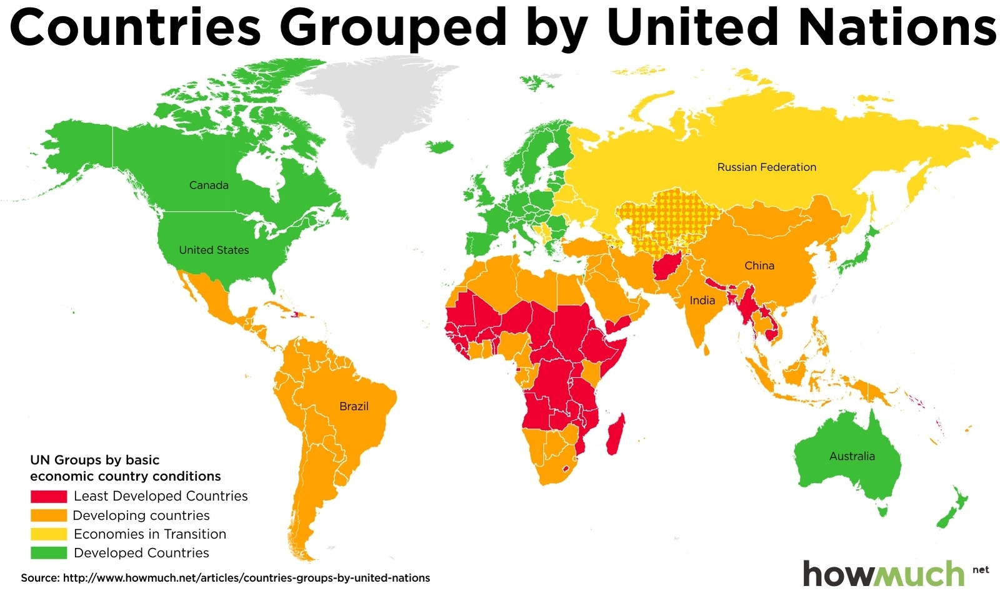 Countries Grouped by United Nations
Canada
United States
Russian Federation
China
India
Brazil
Australia
UN Groups by basic
economic country conditions
Least Developed Countries
Developing countries
Economies in Transition
Developed Countries
Source: http://www.howmuch.net/articles/countries-groups-by-united-nations
howmuch net